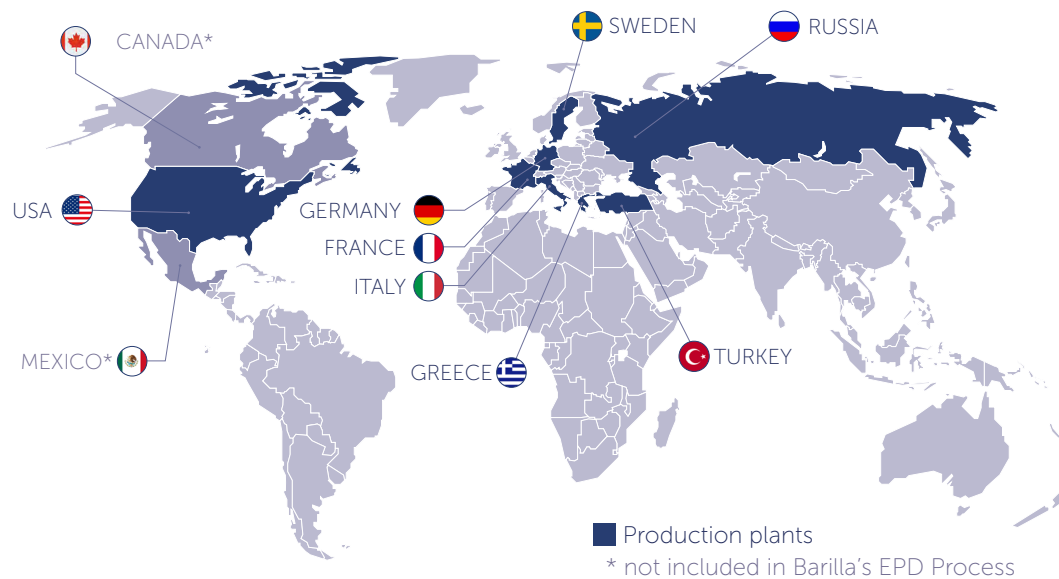 SWEDEN
RUSSIA
CANADA*
USA
GERMANY
FRANCE
ITALY
MEXICO*
GREECE
TURKEY
Production plants
* not included in Barilla's EPD Process